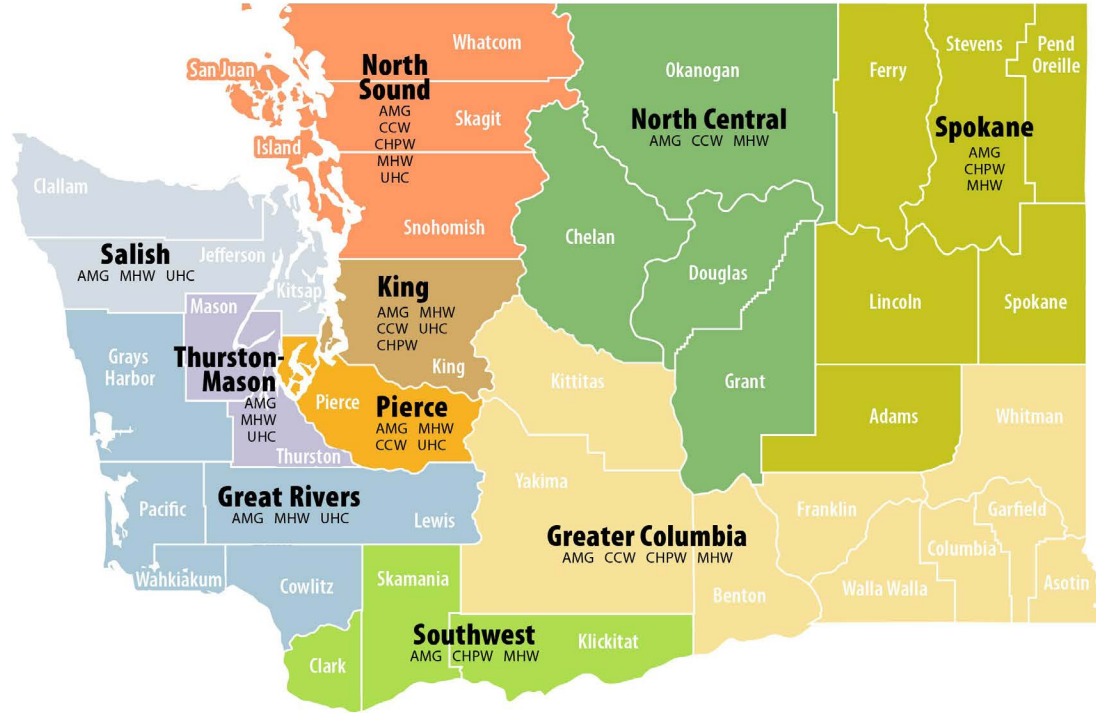 Whatcom
San Juan
North
Sound
AMG
CCW
CHPW
MHW
UHC
Skagit
Island
Snohomish
Okanogan
North Central
AMG CCW MHW
Chelan
Douglas
Grant
Ferry
Stevens
Pend
Oreille
Spokane
AMG
CHPW
MHW
Lincoln
Spokane
Adams
Clallam
Salish
AMG MHW UHC
Jefferson
Kitsap
Mason
Thurston-
Mason
AMG
MHW
UHC
Thurston
King
AMG MHW
CCW UHC
CHPW
King
Pierce
Pierce
AMG MHW
CCW UHC
Grays
Harbor
Pacific
Great Rivers
AMG MHW UHC
Lewis
Wahkiakum
Cowlitz
Kittitas
Yakima
Greater Columbia
AMG CCW CHPW MHW
Benton
Franklin
Walla Walla
Columbia
Garfield
Asotin
Whitman
Skamania
Southwest
AMG CHPW MHW
Klickitat
Clark